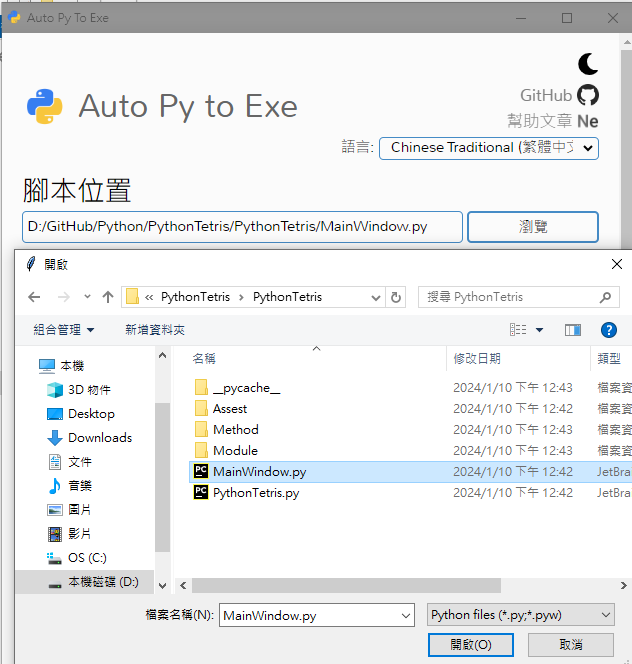 Auto Py To Exe
Auto Py to Exe
GitHub
幫助文章 Ne
語言: Chinese Traditional (繁體中文
腳本位置
D:/GitHub/Python/PythonTetris/PythonTetris/MainWindow.py 瀏覽
開啟
« PythonTetris › PythonTetris 搜尋 PythonTetris
組合管理 新增資料夾
名稱 修改日期 類型
本機
3D 物件
Desktop
Downloads
文件
音樂
圖片
影片
OS (C:)
本機磁碟 (D:)
__pycache__ 2024/1/10 下午 12:43 檔案資
Assest 2024/1/10 下午 12:42 檔案資
Method 2024/1/10 下午 12:43 檔案資
Module 2024/1/10 下午 12:43 檔案資
MainWindow.py 2024/1/10 下午 12:42 JetBra
PythonTetris.py 2024/1/10 下午 12:42 JetBra
檔案名稱(N): MainWindow.py Python files (*.py;*.pyw)
開啟(O) 取消